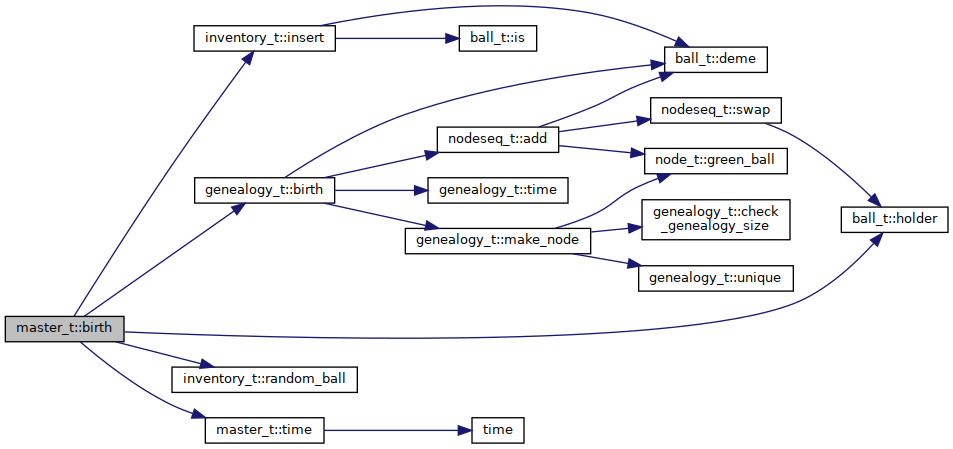 inventory_t::insert
ball_t::is
ball_t::deme
nodeseq_t::swap
nodeseq_t::add
node_t::green_ball
genealogy_t::birth
genealogy_t::time
genealogy_t::check
_genealogy_size
ball_t::holder
genealogy_t::make_node
genealogy_t::unique
master_t::birth
inventory_t::random_ball
master_t::time
time